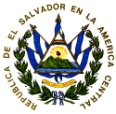 REPUBLICA DE EL SALVADOR EN LA AMERICA CENTRAL